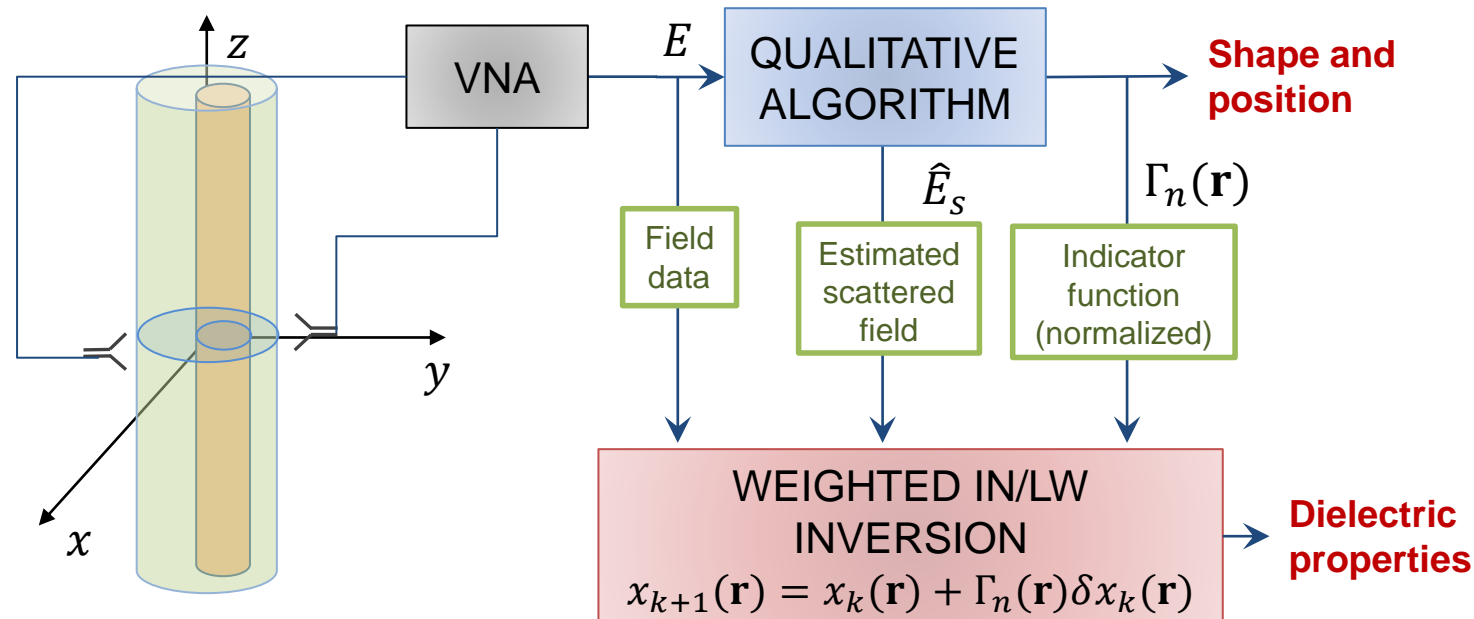 z
VNA
E
QUALITATIVE
ALGORITHM
Shape and
position
Ê_s
Γ_n(𝐫)
Field
data
Estimated
scattered
field
Indicator
function
(normalized)
y
x
WEIGHTED IN/LW
INVERSION
x_{k+1}(𝐫) = x_k(𝐫) + Γ_n(𝐫)δx_k(𝐫)
Dielectric
properties